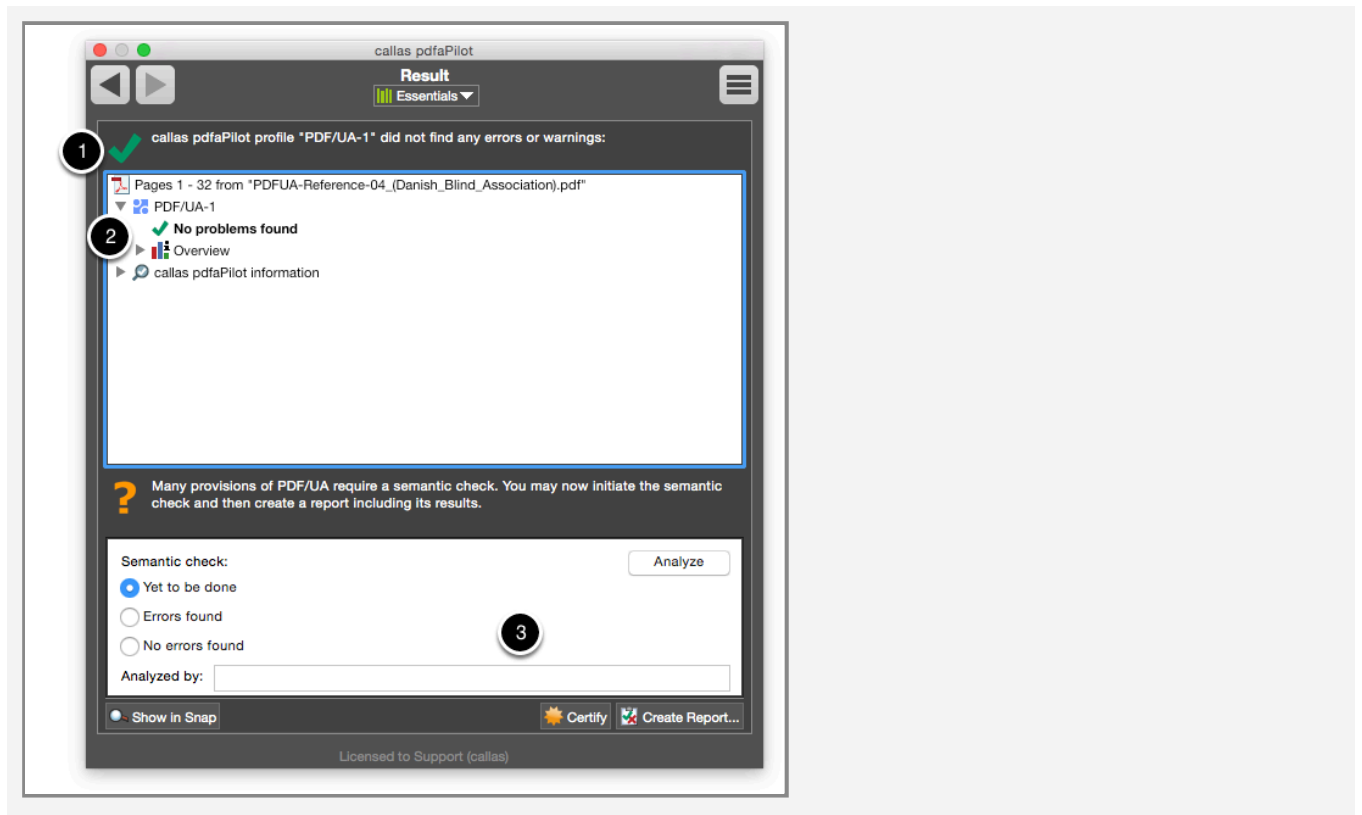 callas pdfaPilot
Result
Essentials
1
callas pdfaPilot profile "PDF/UA-1" did not find any errors or warnings:
Pages 1 - 32 from "PDFUA-Reference-04_(Danish_Blind_Association).pdf"
PDF/UA-1
2
No problems found
Overview
callas pdfaPilot information
?
Many provisions of PDF/UA require a semantic check. You may now initiate the semantic
check and then create a report including its results.
Semantic check:
Analyze
Yet to be done
Errors found
3
No errors found
Analyzed by:
Show in Snap
Certify
Create Report...
Licensed to Support (callas)